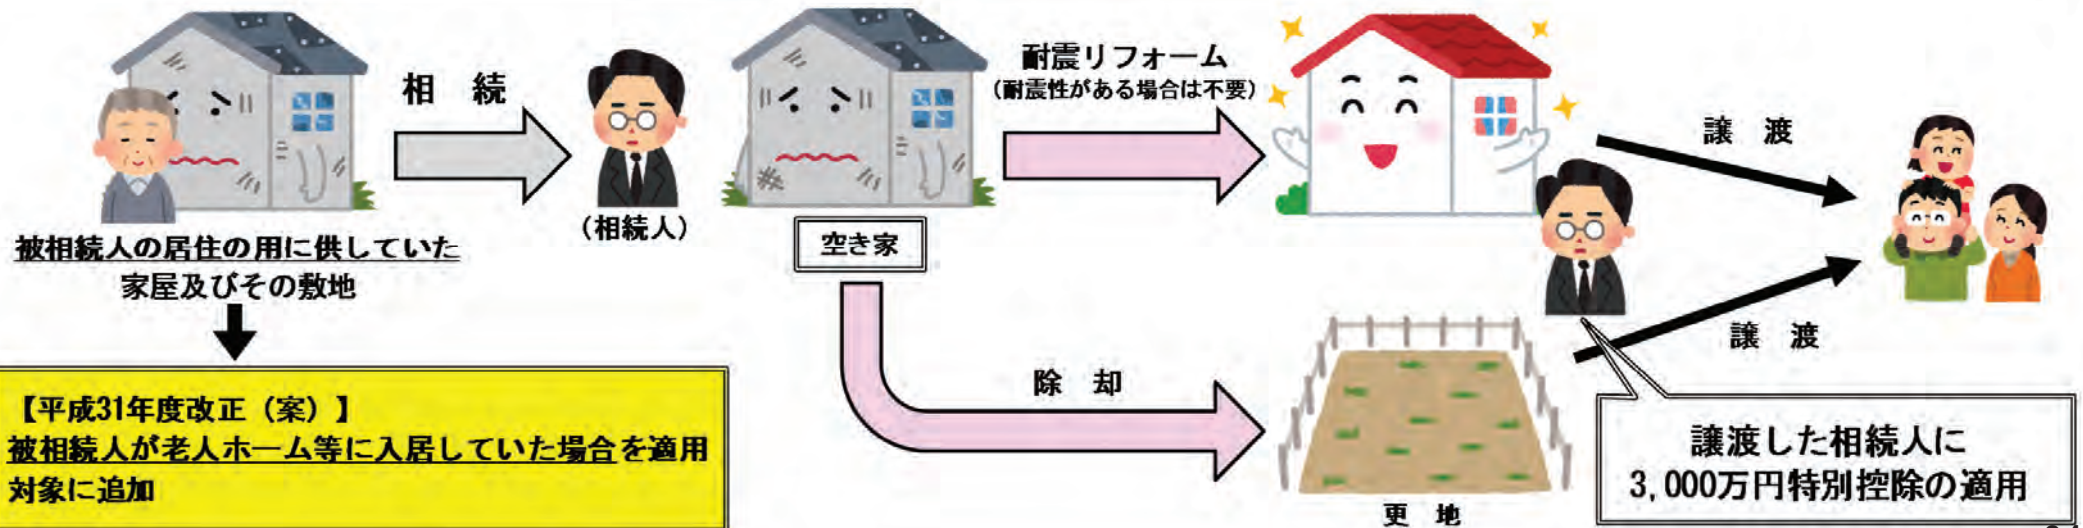 相　続
(相続人)
被相続人の居住の用に供していた
家屋及びその敷地
【平成31年度改正（案）】
被相続人が老人ホーム等に入居していた場合を適用
対象に追加
空き家
耐震リフォーム
(耐震性がある場合は不要)
除　却
更　地
譲　渡
譲　渡
譲渡した相続人に
3,000万円特別控除の適用